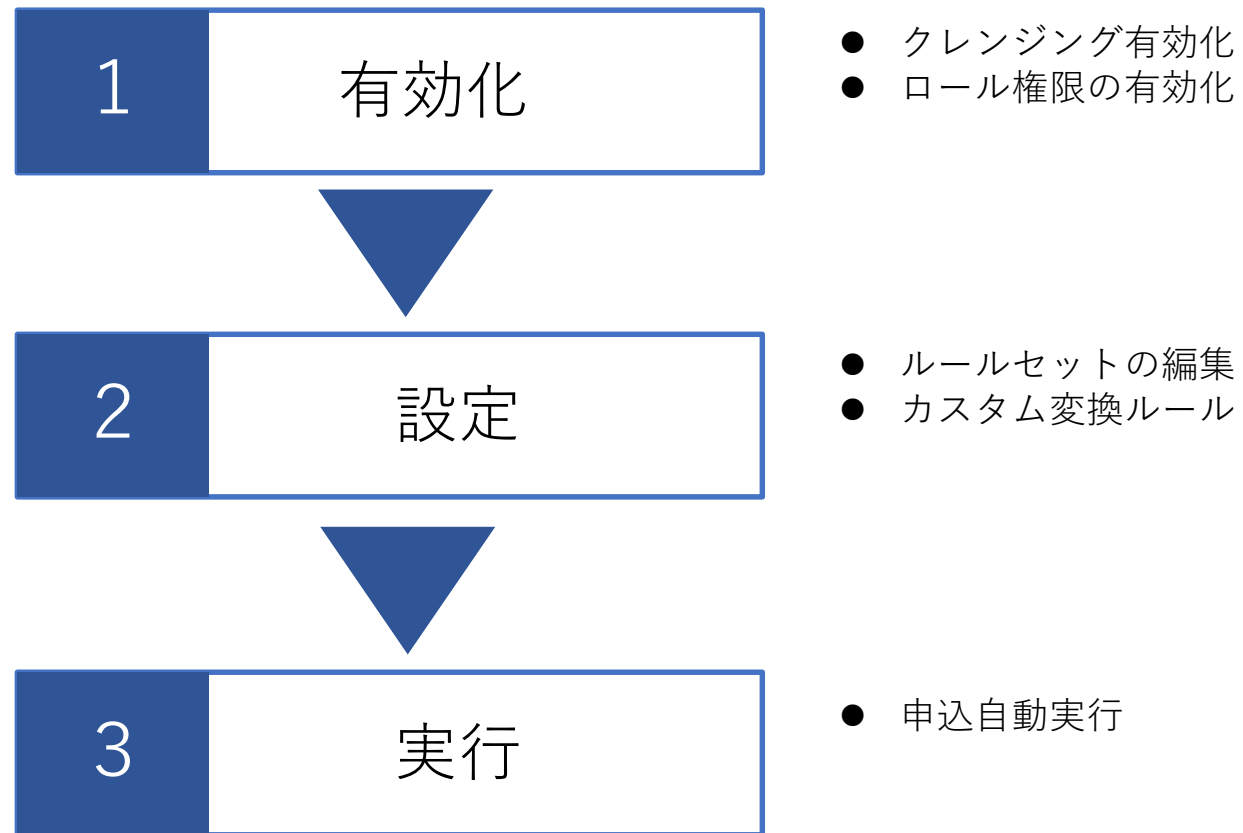 1 有効化
● クレンジング有効化
● ロール権限の有効化
2 設定
● ルールセットの編集
● カスタム変換ルール
3 実行
● 申込自動実行